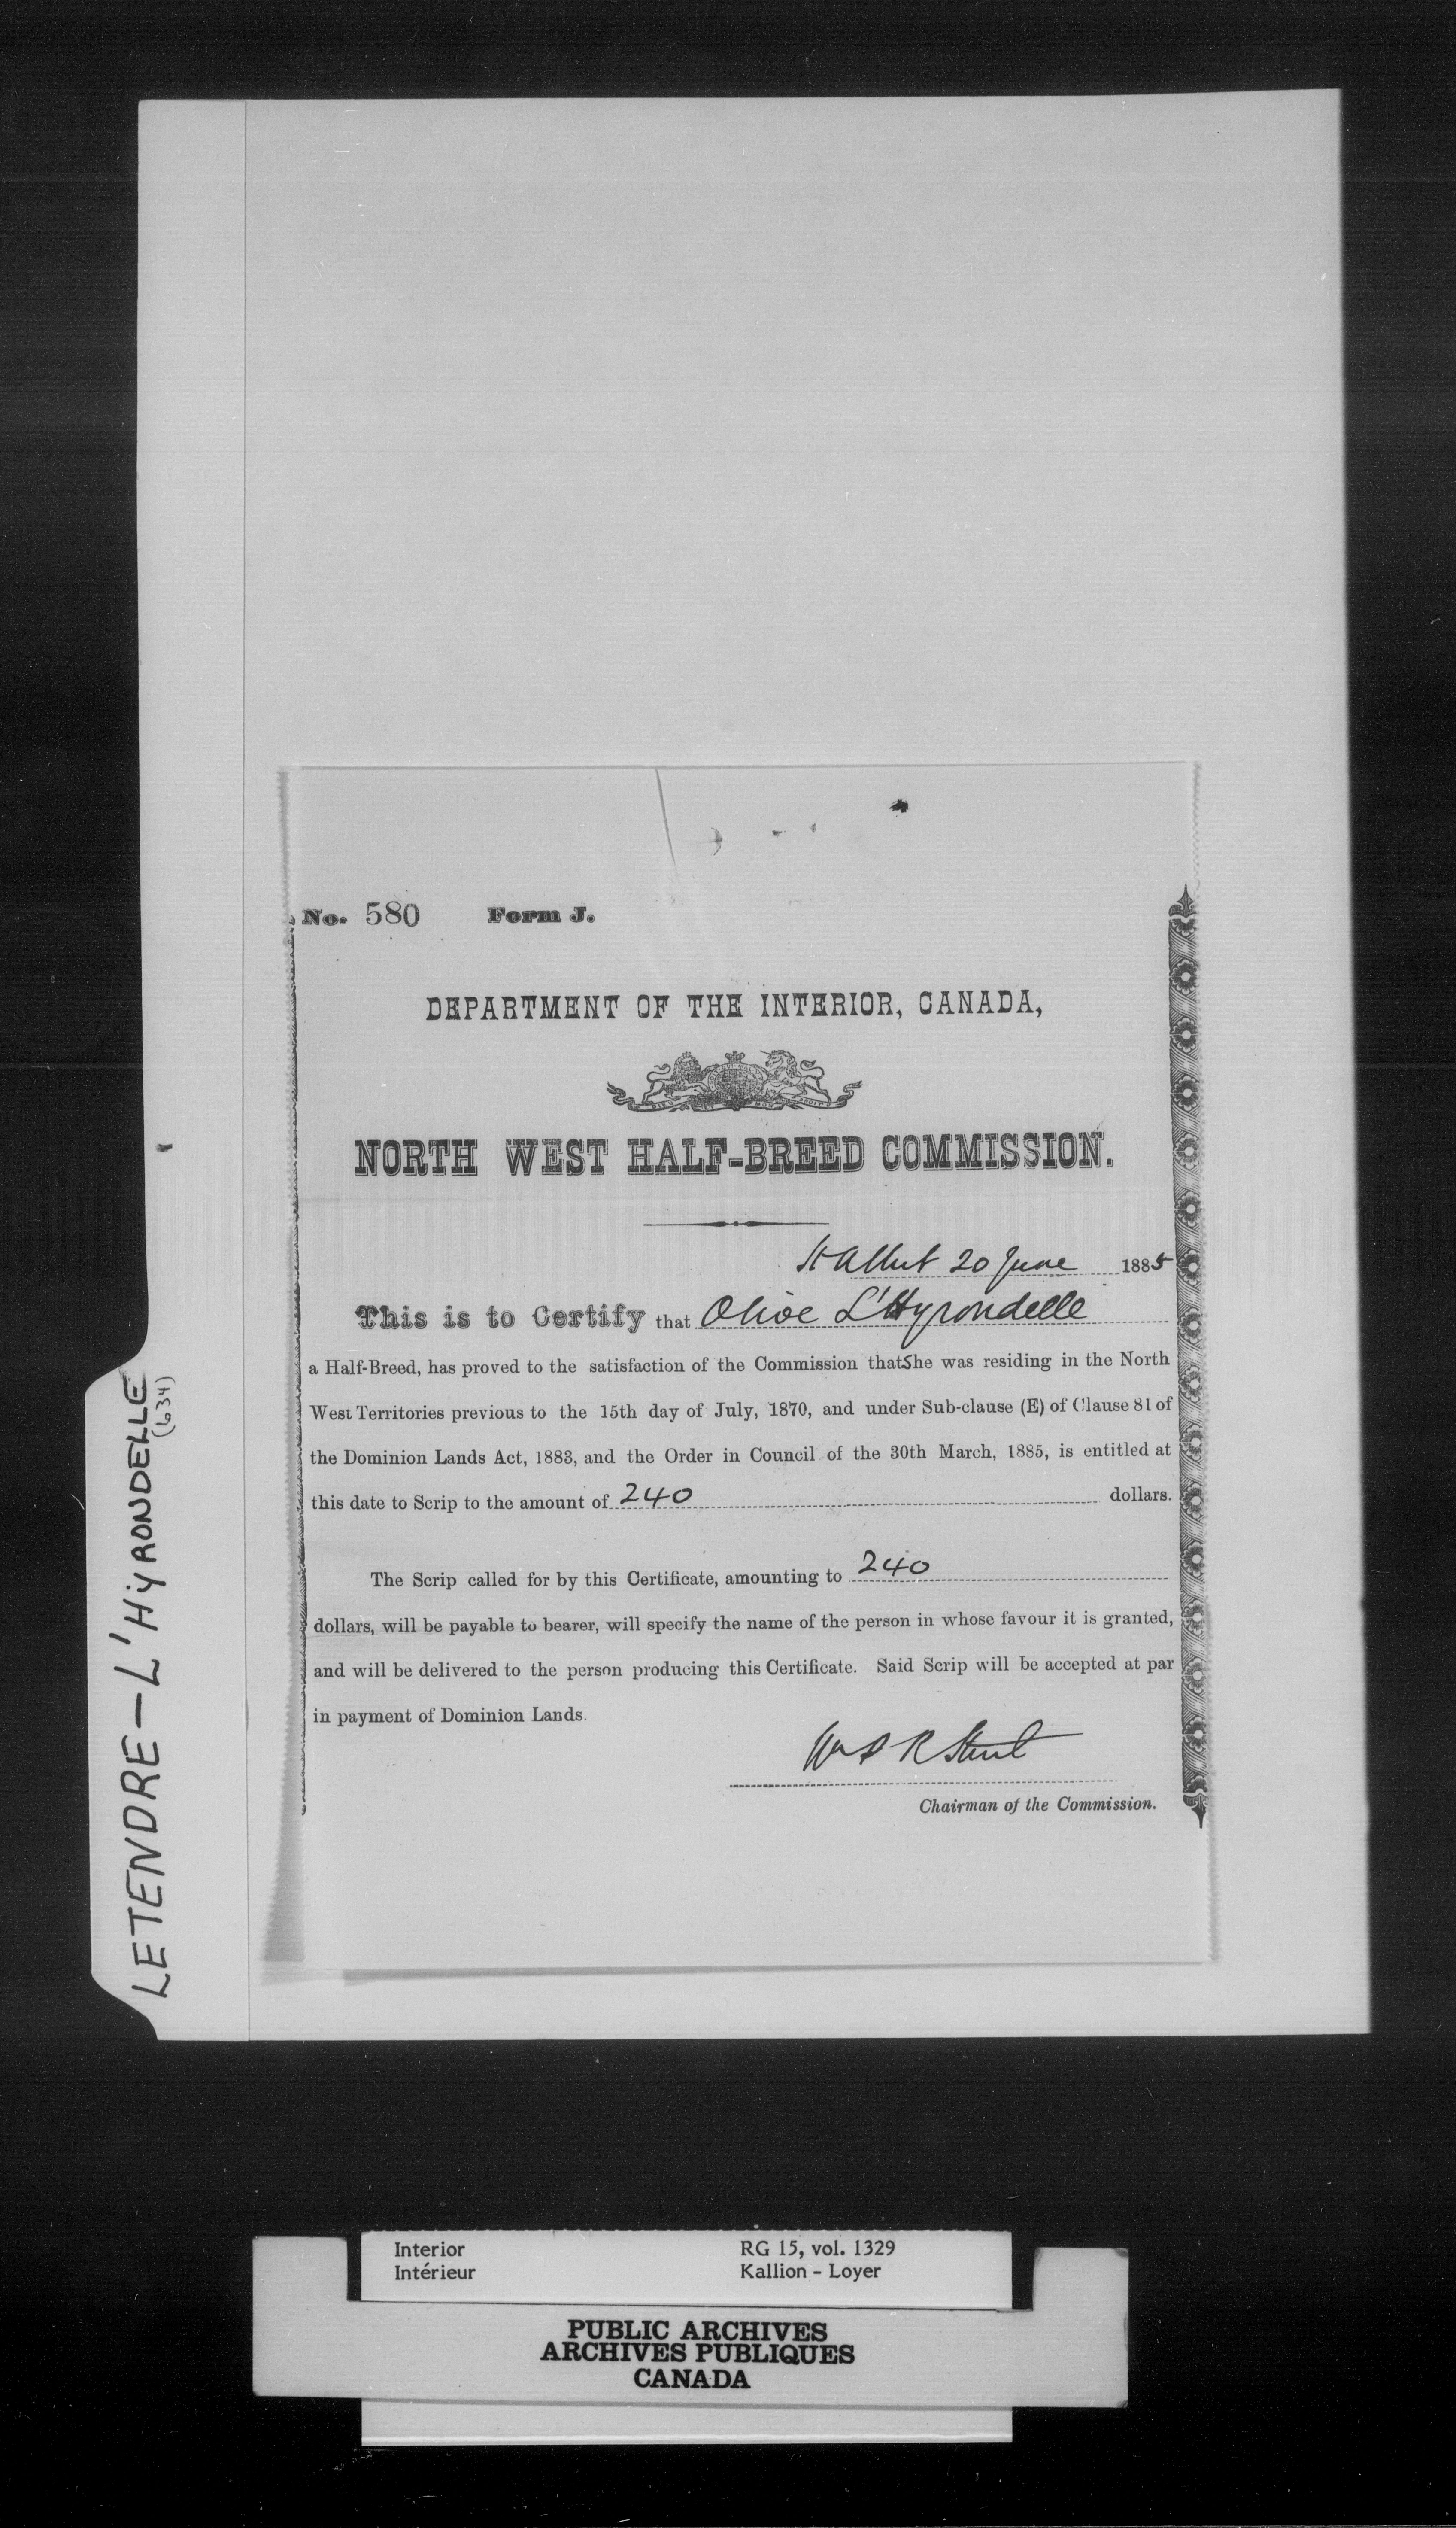 No. 580 Form J.
DEPARTMENT OF THE INTERIOR, CANADA,
NORTH WEST HALF-BREED COMMISSION.
St Albert 20 June 1885
This is to Certify that Olive L'Hyrondelle
a Half-Breed, has proved to the satisfaction of the Commission that She was residing in the North
West Territories previous to the 15th day of July, 1870, and under Sub-clause (E) of Clause 81 of
the Dominion Lands Act, 1883, and the Order in Council of the 30th March, 1885, is entitled at
this date to Scrip to the amount of 240 dollars.
The Scrip called for by this Certificate, amounting to 240
dollars, will be payable to bearer, will specify the name of the person in whose favour it is granted,
and will be delivered to the person producing this Certificate. Said Scrip will be accepted at par
in payment of Dominion Lands.
Wm P R Street
Chairman of the Commission.
LETENDRE – L'HYRONDELLE
(634)
Interior RG 15, vol. 1329
Intérieur Kallion – Loyer
PUBLIC ARCHIVES
ARCHIVES PUBLIQUES
CANADA